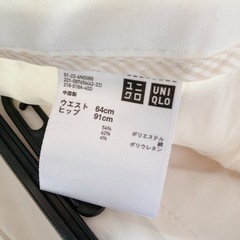 ユニクロ
UNIQLO
中国製
ウエスト 64cm
ヒップ 91cm
ポリエステル 54%
綿 42%
ポリウレタン 4%